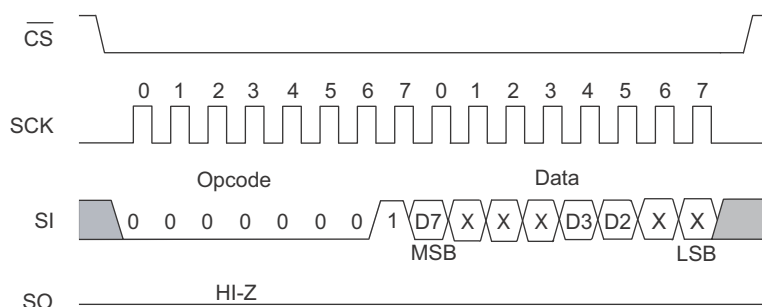 CS
0 1 2 3 4 5 6 7 0 1 2 3 4 5 6 7
SCK
Opcode Data
SI 0 0 0 0 0 0 0 1 D7 X X X D3 D2 X X
MSB LSB
HI-Z
SO